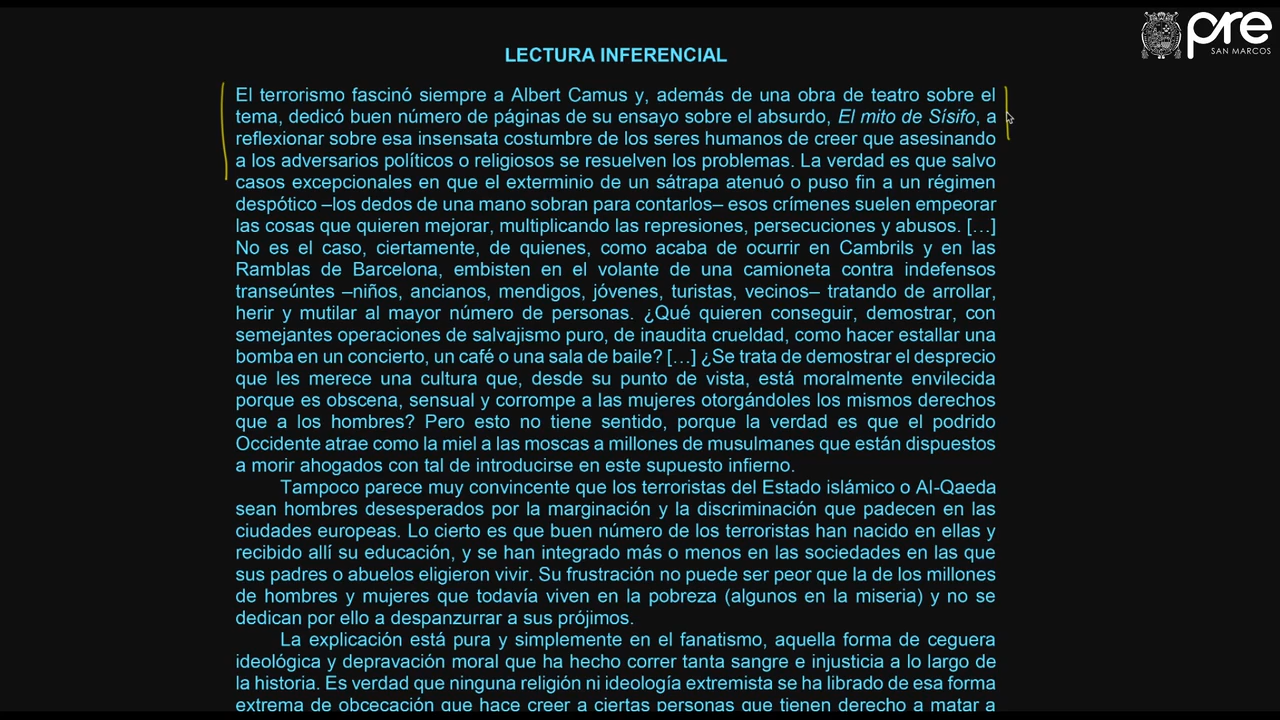 pre
SAN MARCOS
LECTURA INFERENCIAL
El terrorismo fascinó siempre a Albert Camus y, además de una obra de teatro sobre el
tema, dedicó buen número de páginas de su ensayo sobre el absurdo, El mito de Sísifo, a
reflexionar sobre esa insensata costumbre de los seres humanos de creer que asesinando
a los adversarios políticos o religiosos se resuelven los problemas. La verdad es que salvo
casos excepcionales en que el exterminio de un sátrapa atenuó o puso fin a un régimen
despótico –los dedos de una mano sobran para contarlos– esos crímenes suelen empeorar
las cosas que quieren mejorar, multiplicando las represiones, persecuciones y abusos. […]
No es el caso, ciertamente, de quienes, como acaba de ocurrir en Cambrils y en las
Ramblas de Barcelona, embisten en el volante de una camioneta contra indefensos
transeúntes –niños, ancianos, mendigos, jóvenes, turistas, vecinos– tratando de arrollar,
herir y mutilar al mayor número de personas. ¿Qué quieren conseguir, demostrar, con
semejantes operaciones de salvajismo puro, de inaudita crueldad, como hacer estallar una
bomba en un concierto, un café o una sala de baile? […] ¿Se trata de demostrar el desprecio
que les merece una cultura que, desde su punto de vista, está moralmente envilecida
porque es obscena, sensual y corrompe a las mujeres otorgándoles los mismos derechos
que a los hombres? Pero esto no tiene sentido, porque la verdad es que el podrido
Occidente atrae como la miel a las moscas a millones de musulmanes que están dispuestos
a morir ahogados con tal de introducirse en este supuesto infierno.
Tampoco parece muy convincente que los terroristas del Estado islámico o Al-Qaeda
sean hombres desesperados por la marginación y la discriminación que padecen en las
ciudades europeas. Lo cierto es que buen número de los terroristas han nacido en ellas y
recibido allí su educación, y se han integrado más o menos en las sociedades en las que
sus padres o abuelos eligieron vivir. Su frustración no puede ser peor que la de los millones
de hombres y mujeres que todavía viven en la pobreza (algunos en la miseria) y no se
dedican por ello a despanzurrar a sus prójimos.
La explicación está pura y simplemente en el fanatismo, aquella forma de ceguera
ideológica y depravación moral que ha hecho correr tanta sangre e injusticia a lo largo de
la historia. Es verdad que ninguna religión ni ideología extremista se ha librado de esa forma
extrema de obcecación que hace creer a ciertas personas que tienen derecho a matar a